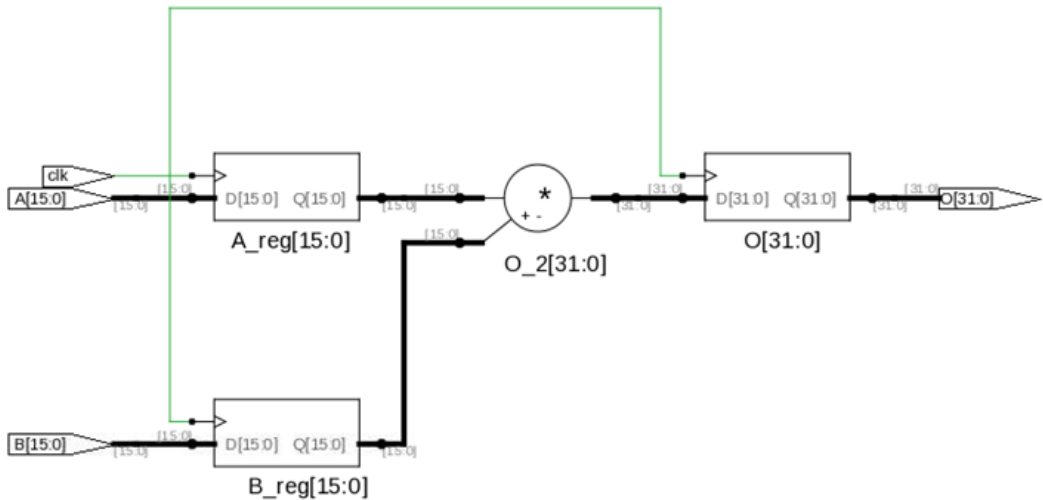 clk
A[15:0]
[15:0]
[15:0]
D[15:0] Q[15:0]
[15:0]
[15:0]
A_reg[15:0]
*
+ -
O_2[31:0]
[15:0]
[31:0]
[31:0]
D[31:0] Q[31:0]
[31:0]
[31:0]
O[31:0]
O[31:0]
B[15:0]
[15:0]
[15:0]
D[15:0] Q[15:0]
[15:0]
B_reg[15:0]